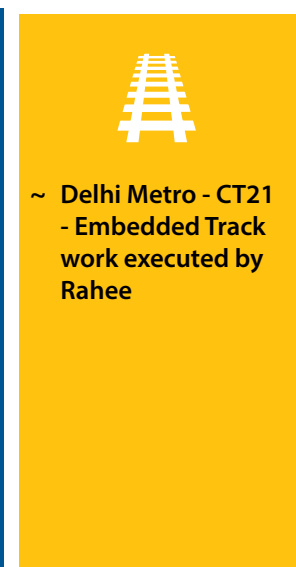 ~ Delhi Metro - CT21
- Embedded Track
work executed by
Rahee